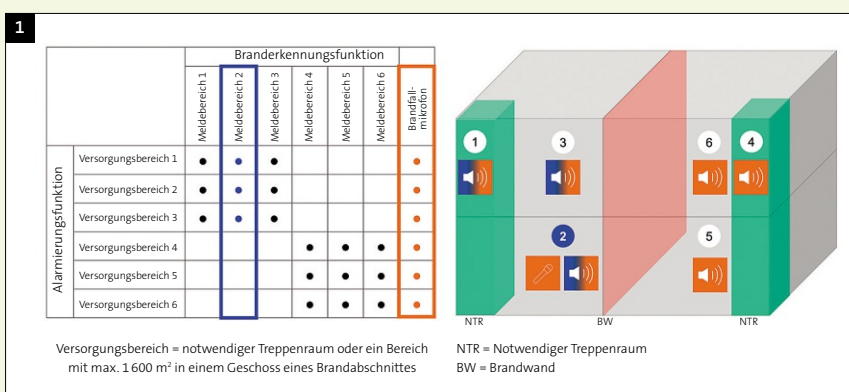 1
Branderkennungsfunktion
Meldebereich 1
Meldebereich 2
Meldebereich 3
Meldebereich 4
Meldebereich 5
Meldebereich 6
Brandfall-
mikrofon
Alarmierungsfunktion
Versorgungsbereich 1
Versorgungsbereich 2
Versorgungsbereich 3
Versorgungsbereich 4
Versorgungsbereich 5
Versorgungsbereich 6
Versorgungsbereich = notwendiger Treppenraum oder ein Bereich
mit max. 1 600 m² in einem Geschoss eines Brandabschnittes
1
3
6
4
2
5
NTR
BW
NTR
NTR = Notwendiger Treppenraum
BW = Brandwand